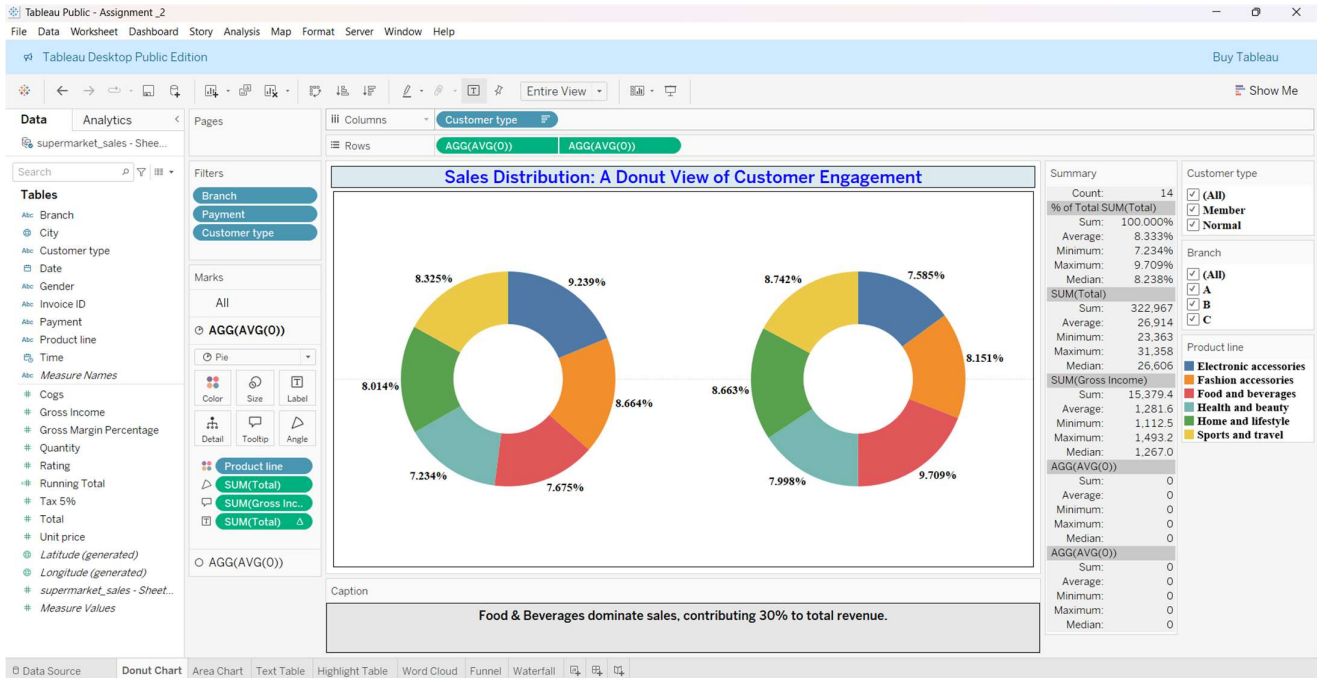 Tableau Public - Assignment _2
File Data Worksheet Dashboard Story Analysis Map Format Server Window Help
Tableau Desktop Public Edition
Buy Tableau
Entire View
Show Me
Data Analytics
supermarket_sales - Shee...
Search
Tables
Abc Branch
City
Abc Customer type
Date
Abc Gender
Abc Invoice ID
Abc Payment
Abc Product line
Time
Abc Measure Names
# Cogs
# Gross Income
# Gross Margin Percentage
# Quantity
# Rating
=# Running Total
# Tax 5%
# Total
# Unit price
Latitude (generated)
Longitude (generated)
# supermarket_sales - Sheet...
# Measure Values
Pages
Filters
Branch
Payment
Customer type
Marks
All
AGG(AVG(0))
Pie
Color Size Label
Detail Tooltip Angle
Product line
SUM(Total)
SUM(Gross Inc..
SUM(Total) Δ
AGG(AVG(0))
Columns
Customer type
Rows
AGG(AVG(0)) AGG(AVG(0))
Sales Distribution: A Donut View of Customer Engagement
8.325% 9.239%
8.014% 8.664%
7.234% 7.675%
8.742% 7.585%
8.151%
8.663%
7.998% 9.709%
Caption
Food & Beverages dominate sales, contributing 30% to total revenue.
Summary
Count: 14
% of Total SUM(Total)
Sum: 100.000%
Average: 8.333%
Minimum: 7.234%
Maximum: 9.709%
Median: 8.238%
SUM(Total)
Sum: 322,967
Average: 26,914
Minimum: 23,363
Maximum: 31,358
Median: 26,606
SUM(Gross Income)
Sum: 15,379.4
Average: 1,281.6
Minimum: 1,112.5
Maximum: 1,493.2
Median: 1,267.0
AGG(AVG(0))
Sum: 0
Average: 0
Minimum: 0
Maximum: 0
Median: 0
AGG(AVG(0))
Sum: 0
Average: 0
Minimum: 0
Maximum: 0
Median: 0
Customer type
(All)
Member
Normal
Branch
(All)
A
B
C
Product line
Electronic accessories
Fashion accessories
Food and beverages
Health and beauty
Home and lifestyle
Sports and travel
Data Source Donut Chart Area Chart Text Table Highlight Table Word Cloud Funnel Waterfall